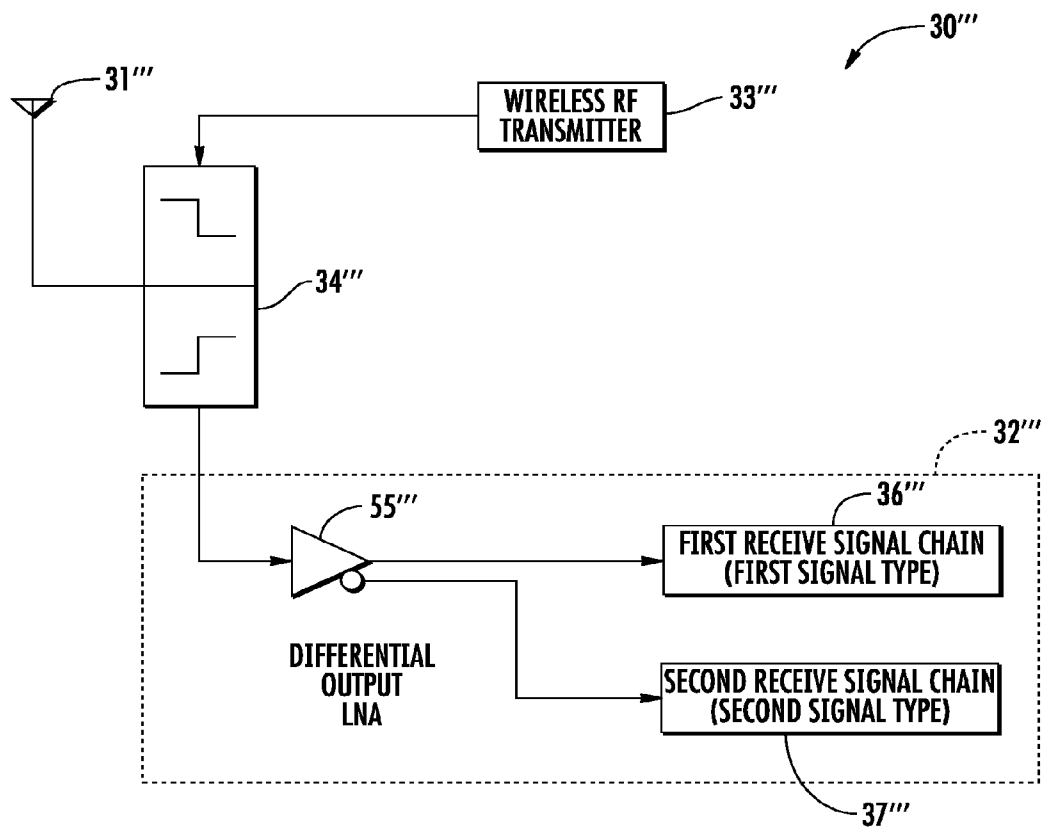 30'''
31'''
WIRELESS RF
TRANSMITTER
33'''
34'''
32'''
55'''
36'''
FIRST RECEIVE SIGNAL CHAIN
(FIRST SIGNAL TYPE)
DIFFERENTIAL
OUTPUT
LNA
SECOND RECEIVE SIGNAL CHAIN
(SECOND SIGNAL TYPE)
37'''